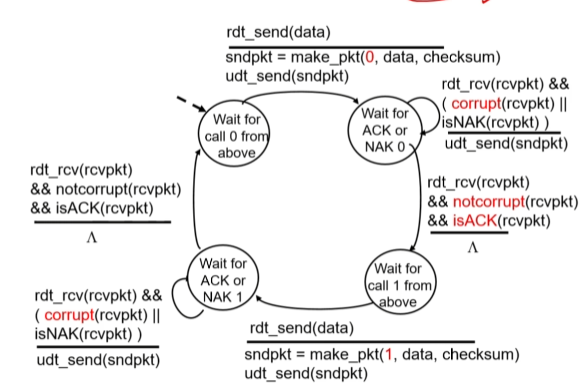 rdt_send(data)
sndpkt = make_pkt(0, data, checksum)
udt_send(sndpkt)
rdt_rcv(rcvpkt) &&
( corrupt(rcvpkt) ||
isNAK(rcvpkt) )
udt_send(sndpkt)
Wait for
call 0 from
above
Wait for
ACK or
NAK 0
rdt_rcv(rcvpkt)
&& notcorrupt(rcvpkt)
&& isACK(rcvpkt)
Λ
rdt_rcv(rcvpkt)
&& notcorrupt(rcvpkt)
&& isACK(rcvpkt)
Λ
Wait for
ACK or
NAK 1
Wait for
call 1 from
above
rdt_rcv(rcvpkt) &&
( corrupt(rcvpkt) ||
isNAK(rcvpkt) )
udt_send(sndpkt)
rdt_send(data)
sndpkt = make_pkt(1, data, checksum)
udt_send(sndpkt)